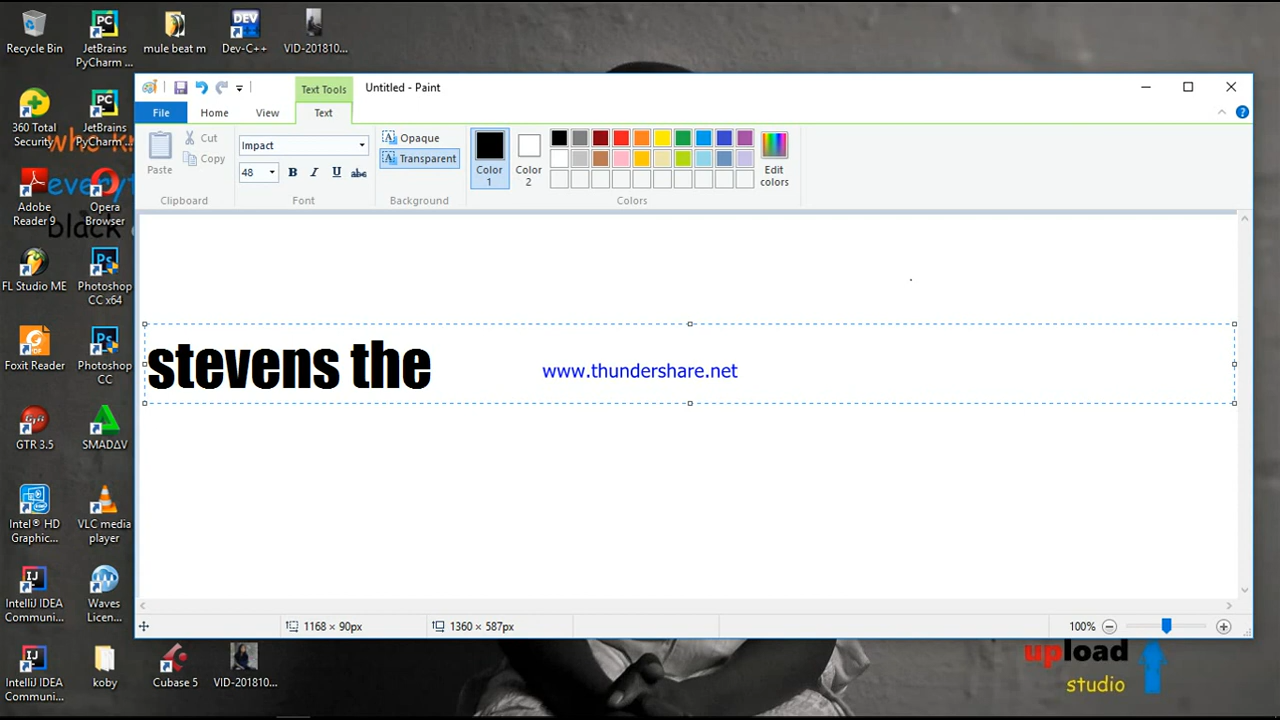 Recycle Bin
JetBrains
PyCharm ...
mule beat m
Dev-C++
VID-201810...
360 Total
Security
JetBrains
PyCharm...
Adobe
Reader 9
Opera
Browser
black
FL Studio ME
Photoshop
CC x64
Foxit Reader
Photoshop
CC
GTR 3.5
SMADΔV
Intel® HD
Graphic...
VLC media
player
IntelliJ IDEA
Communi...
Waves
Licen...
IntelliJ IDEA
Communi...
koby
Cubase 5
VID-201810...
Text Tools
Untitled - Paint
File
Home
View
Text
Paste
Cut
Copy
Clipboard
Impact
48
B I U abc
Font
Opaque
Transparent
Background
Color
1
Color
2
Edit
colors
Colors
stevens the
www.thundershare.net
1168 × 90px
1360 × 587px
100%
upload
studio